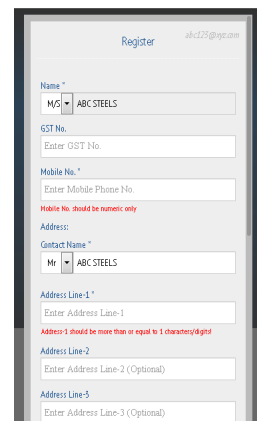 abc123@xyz.com
Register
Name *
M/S ABC STEELS
GST No.
Enter GST No.
Mobile No. *
Enter Mobile Phone No.
Mobile No. should be numeric only
Address:
Contact Name *
Mr ABC STEELS
Address Line-1 *
Enter Address Line-1
Address-1 should be more than or equal to 1 characters/digits!
Address Line-2
Enter Address Line-2 (Optional)
Address Line-3
Enter Address Line-3 (Optional)